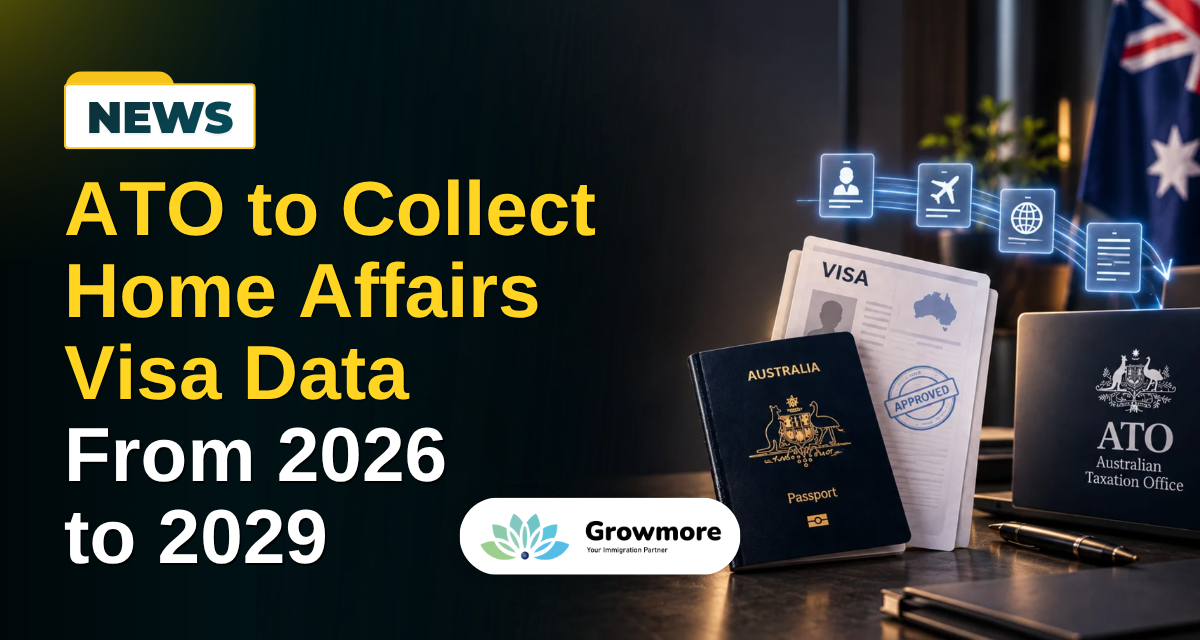 NEWS
ATO to Collect
Home Affairs
Visa Data
From 2026
to 2029
Growmore
Your Immigration Partner
VISA
APPROVED
AUSTRALIA
Passport
ATO
Australian
Taxation Office